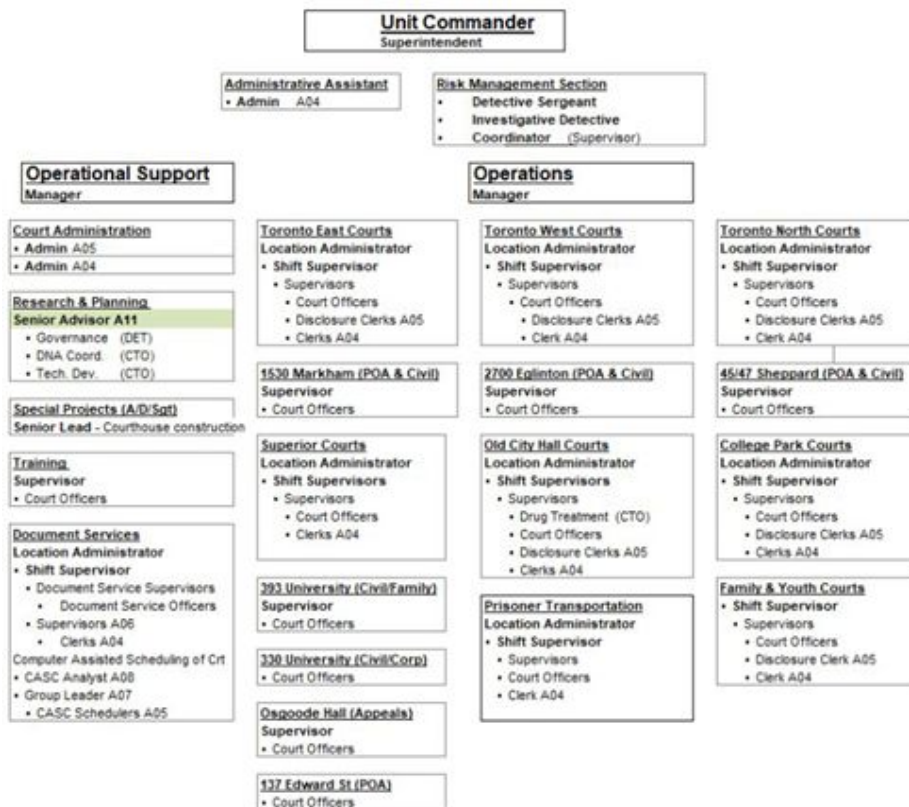 Unit Commander
Superintendent
Administrative Assistant
• Admin A04
Risk Management Section
• Detective Sergeant
• Investigative Detective
• Coordinator (Supervisor)
Operational Support
Manager
Operations
Manager
Court Administration
• Admin A05
• Admin A04
Research & Planning
Senior Advisor A11
• Governance (DET)
• DNA Coord. (CTO)
• Tech. Dev. (CTO)
Special Projects (A/D/Sgt)
Senior Lead - Courthouse construction
Training
Supervisor
• Court Officers
Document Services
Location Administrator
• Shift Supervisor
• Document Service Supervisors
• Document Service Officers
• Supervisors A06
• Clerks A04
Computer Assisted Scheduling of Crt
• CASC Analyst A08
• Group Leader A07
• CASC Schedulers A05
Toronto East Courts
Location Administrator
• Shift Supervisor
• Supervisors
• Court Officers
• Disclosure Clerks A05
• Clerks A04
1530 Markham (POA & Civil)
Supervisor
• Court Officers
Superior Courts
Location Administrator
• Shift Supervisors
• Supervisors
• Court Officers
• Clerks A04
393 University (Civil/Family)
Supervisor
• Court Officers
330 University (Civil/Corp)
• Court Officers
Osgoode Hall (Appeals)
Supervisor
• Court Officers
137 Edward St (POA)
• Court Officers
Toronto West Courts
Location Administrator
• Shift Supervisor
• Supervisors
• Court Officers
• Disclosure Clerks A05
• Clerk A04
2700 Eglinton (POA & Civil)
Supervisor
• Court Officers
Old City Hall Courts
Location Administrator
• Shift Supervisors
• Supervisors
• Drug Treatment (CTO)
• Court Officers
• Disclosure Clerks A05
• Clerks A04
Prisoner Transportation
Location Administrator
• Shift Supervisor
• Supervisors
• Court Officers
• Clerk A04
Toronto North Courts
Location Administrator
• Shift Supervisor
• Supervisors
• Court Officers
• Disclosure Clerks A05
• Clerk A04
45/47 Sheppard (POA & Civil)
Supervisor
• Court Officers
College Park Courts
Location Administrator
• Shift Supervisor
• Supervisors
• Court Officers
• Disclosure Clerks A05
• Clerks A04
Family & Youth Courts
• Shift Supervisor
• Supervisors
• Court Officers
• Disclosure Clerk A05
• Clerk A04